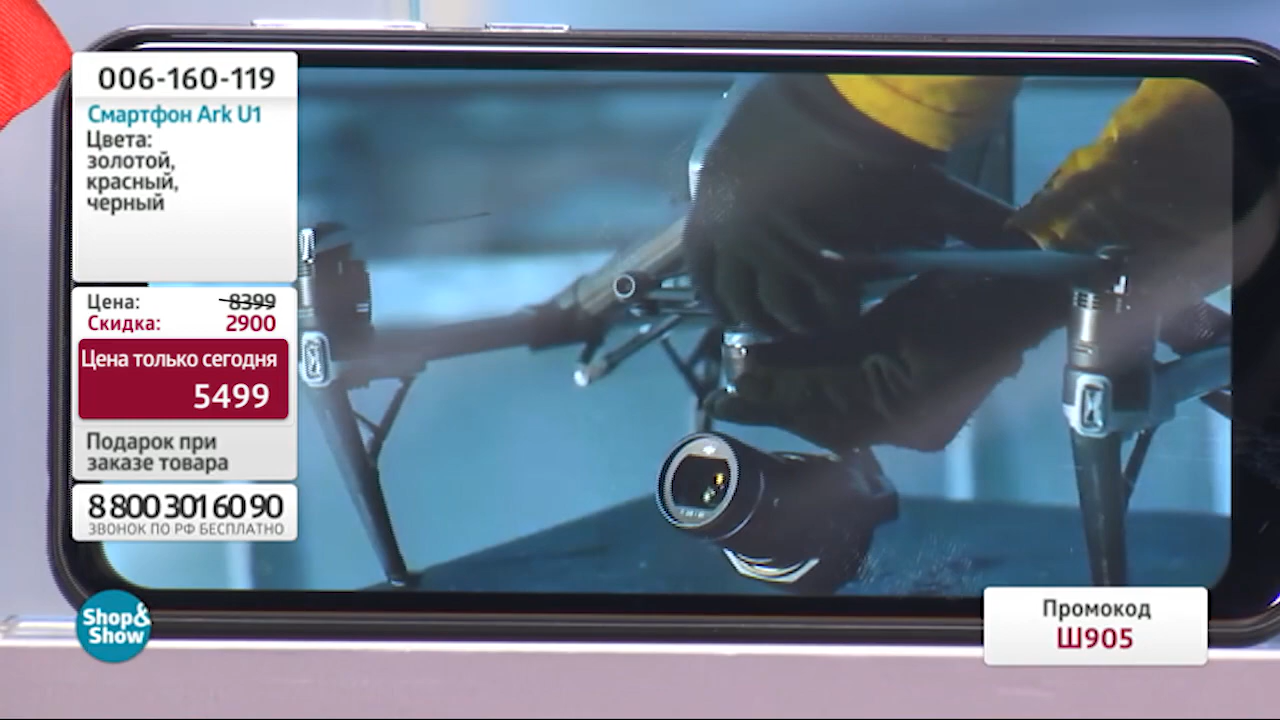 006-160-119
Смартфон Ark U1
Цвета:
золотой,
красный,
черный
Цена: 8399
Скидка: 2900
Цена только сегодня
5499
Подарок при
заказе товара
8 800 301 60 90
ЗВОНОК ПО РФ БЕСПЛАТНО
Shop&
Show
Промокод
Ш905